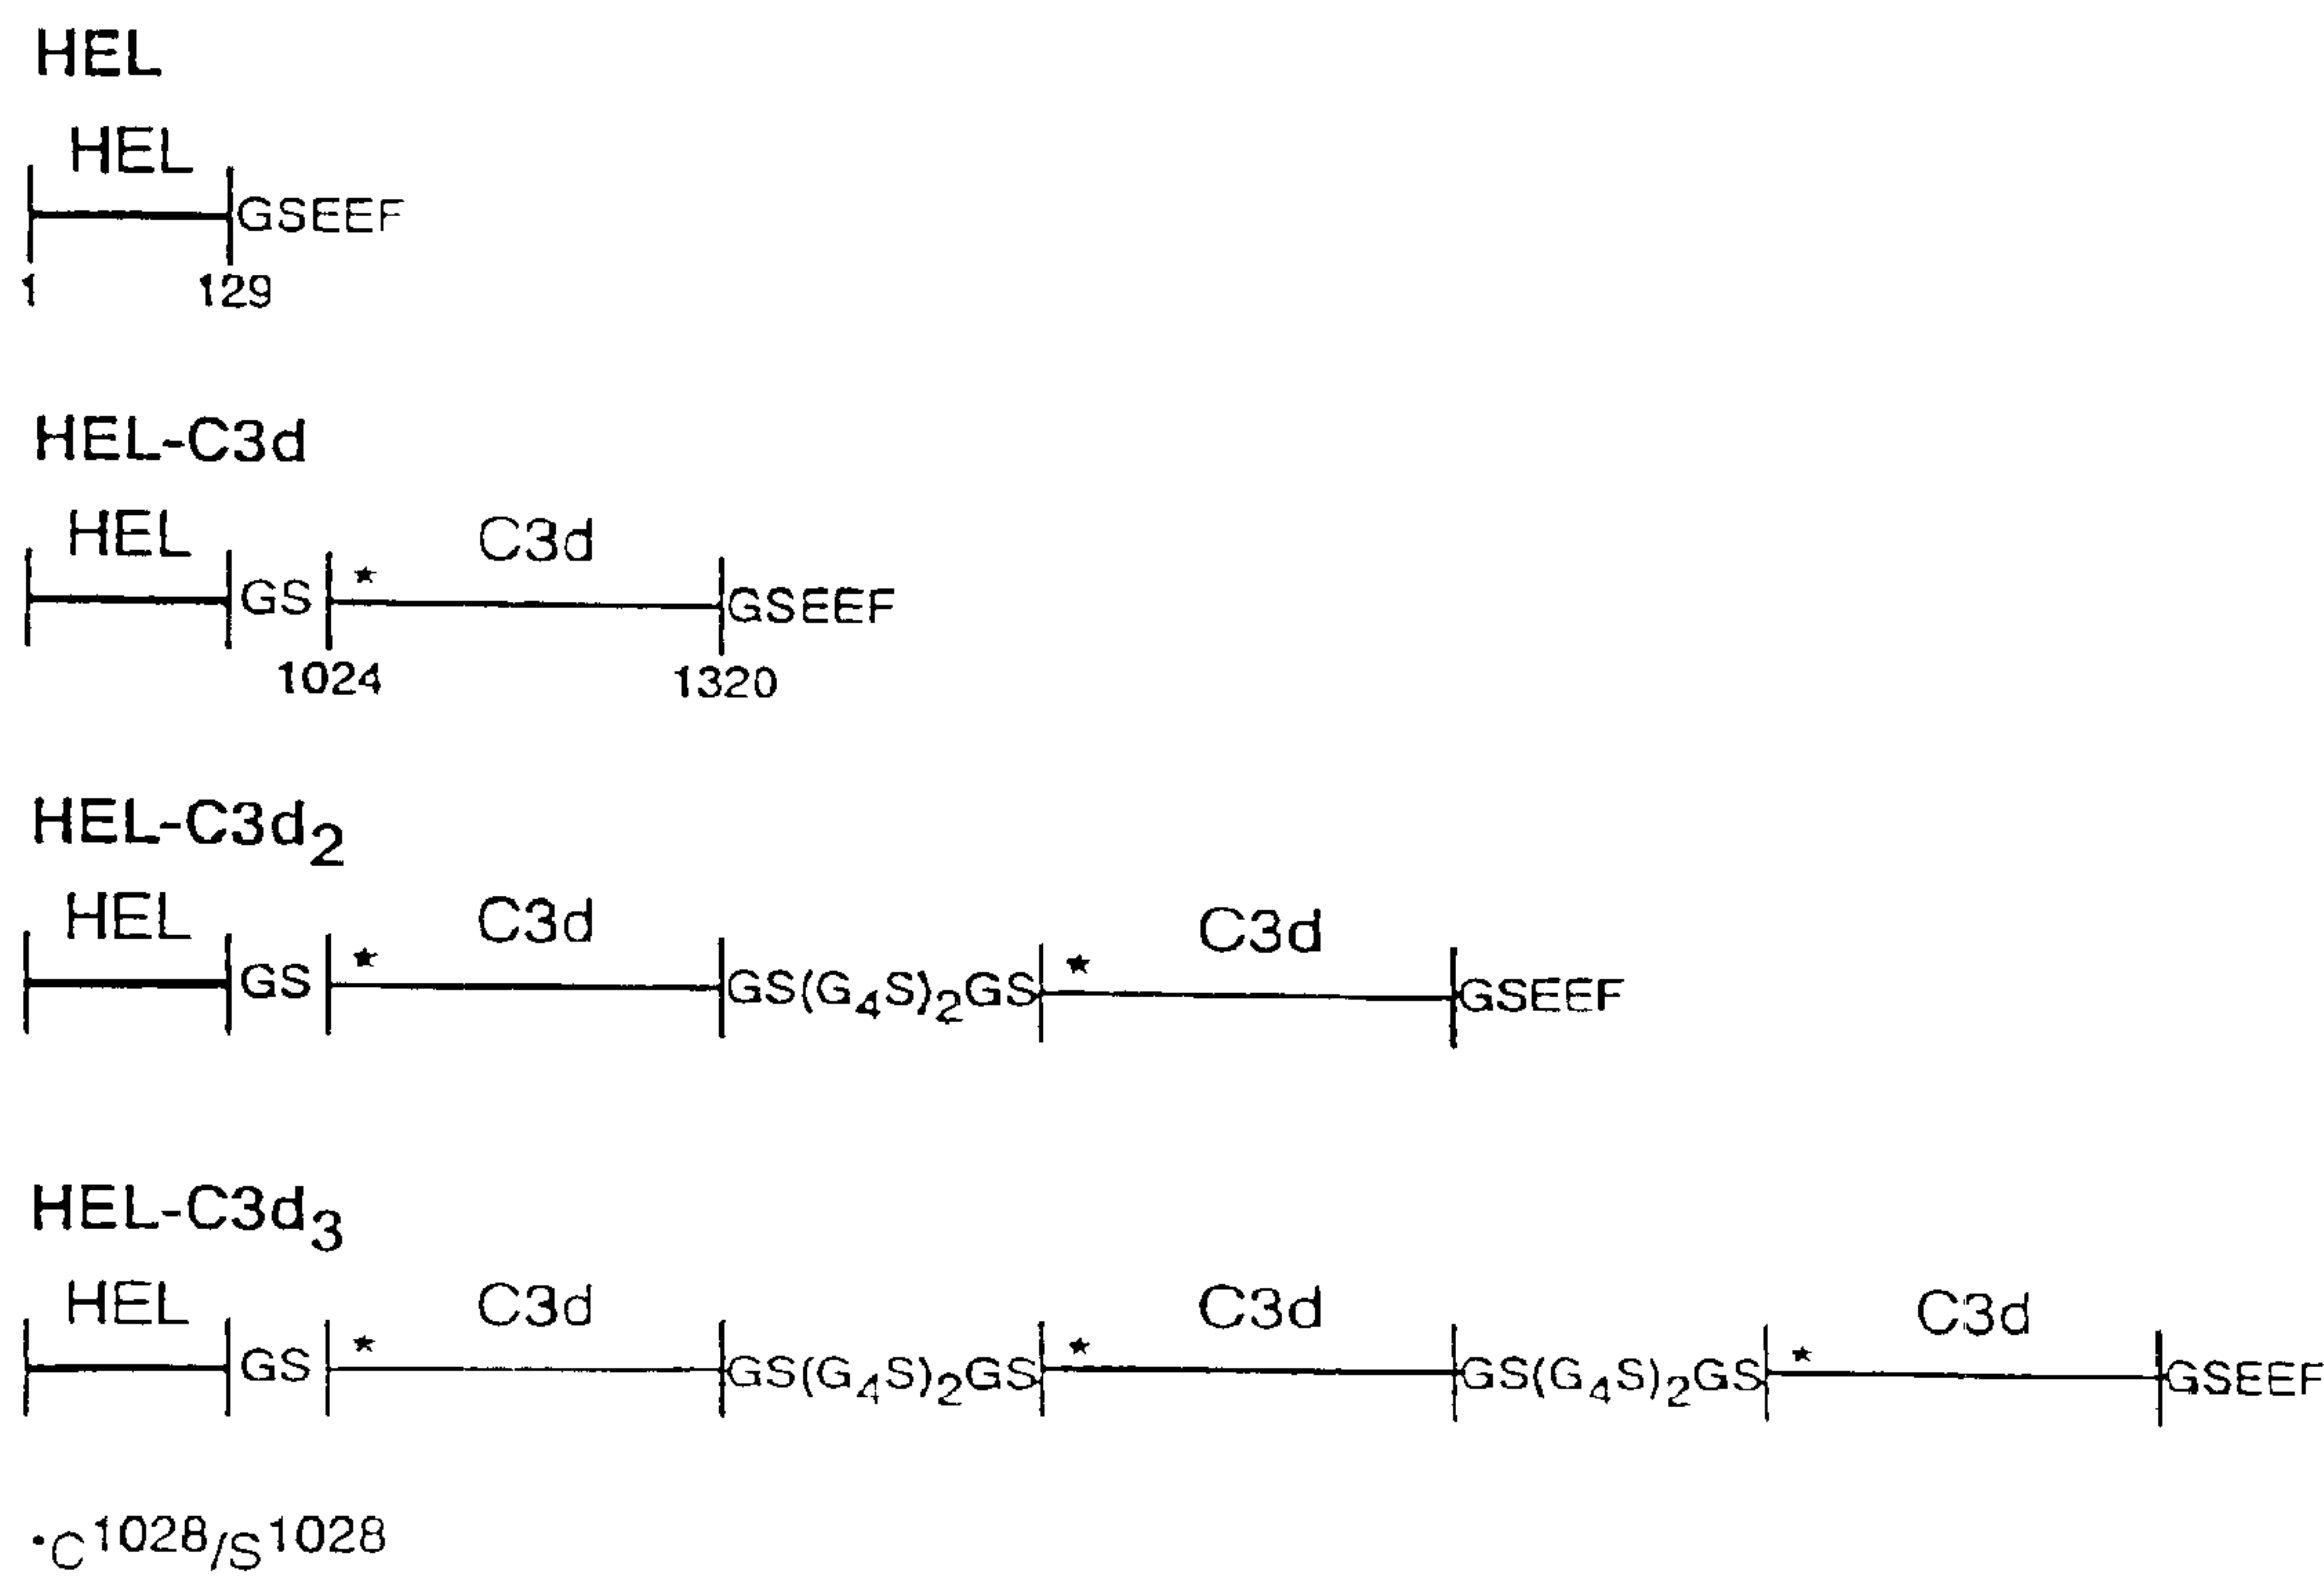 HEL
HEL
GSEEF
1 129
HEL-C3d
HEL C3d
GS ★ GSEEF
1024 1320
HEL-C3d₂
HEL C3d C3d
GS ★ GS(G₄S)₂GS ★ GSEEF
HEL-C3d₃
HEL C3d C3d C3d
GS ★ GS(G₄S)₂GS ★ GS(G₄S)₂GS ★ GSEEF
*C¹⁰²⁸/S¹⁰²⁸